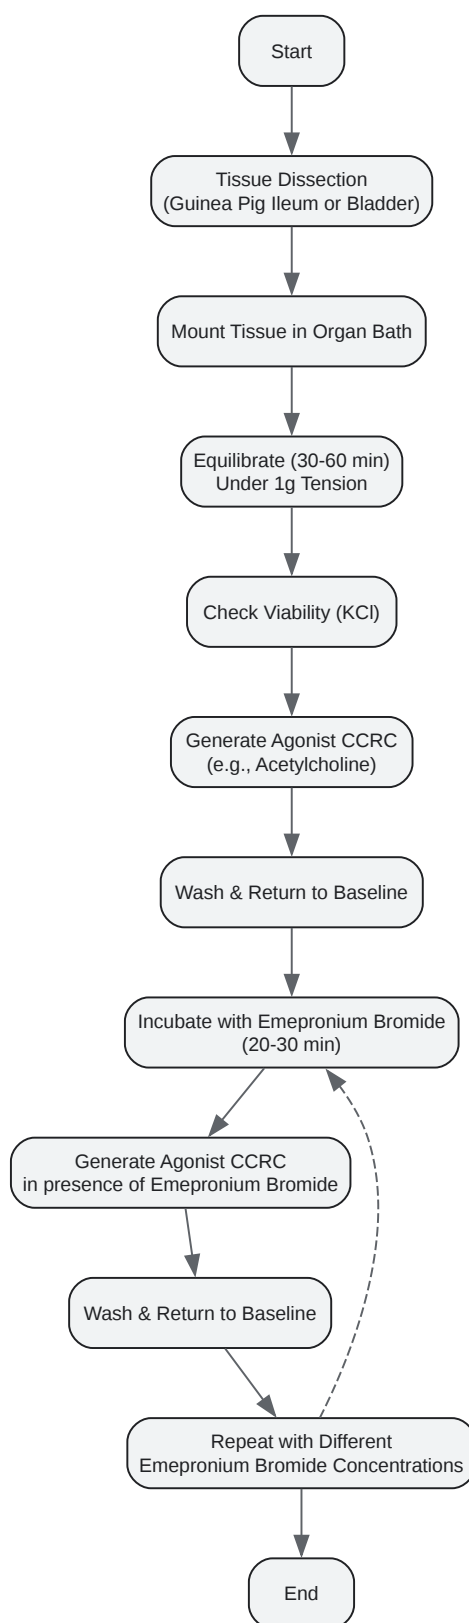 Start
Tissue Dissection
(Guinea Pig Ileum or Bladder)
Mount Tissue in Organ Bath
Equilibrate (30-60 min)
Under 1g Tension
Check Viability (KCl)
Generate Agonist CCRC
(e.g., Acetylcholine)
Wash & Return to Baseline
Incubate with Emepronium Bromide
(20-30 min)
Generate Agonist CCRC
in presence of Emepronium Bromide
Wash & Return to Baseline
Repeat with Different
Emepronium Bromide Concentrations
End